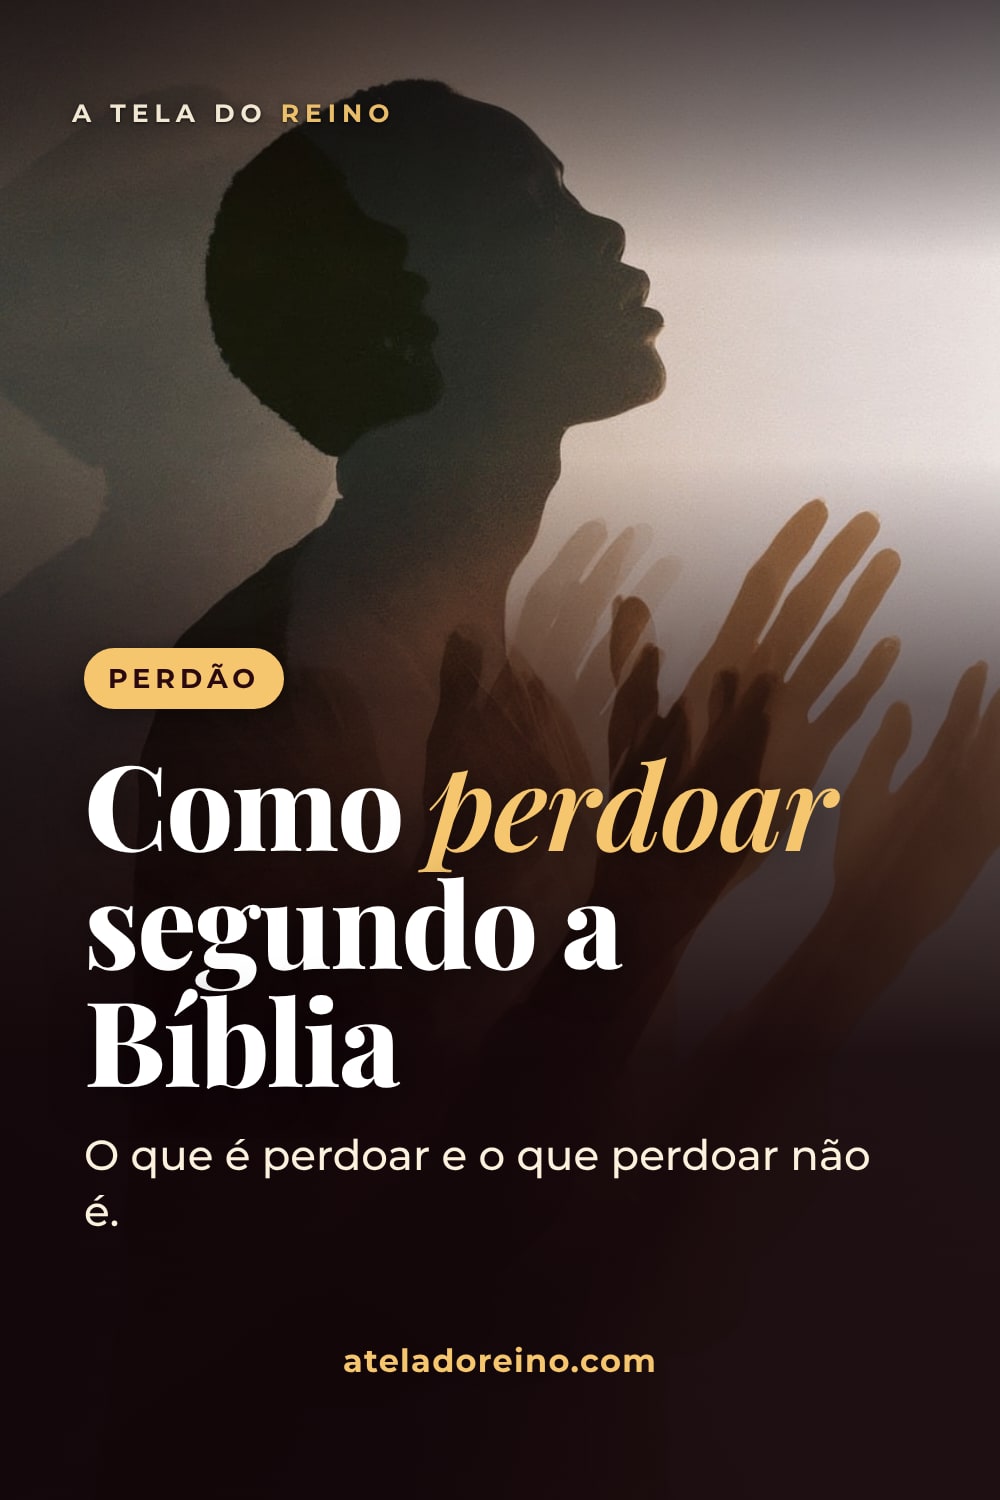 A TELA DO REINO
PERDÃO
Como perdoar
segundo a
Bíblia
O que é perdoar e o que perdoar não
é.
ateladoreino.com